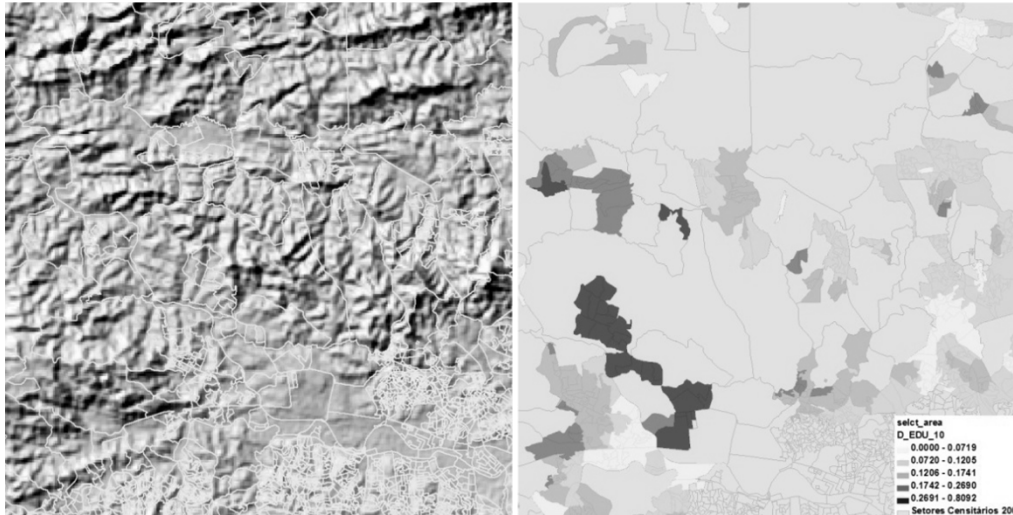 selct_area
D_EDU_10
0.0000 - 0.0719
0.0720 - 0.1205
0.1206 - 0.1741
0.1742 - 0.2690
0.2691 - 0.8092
Setores Censitários 200